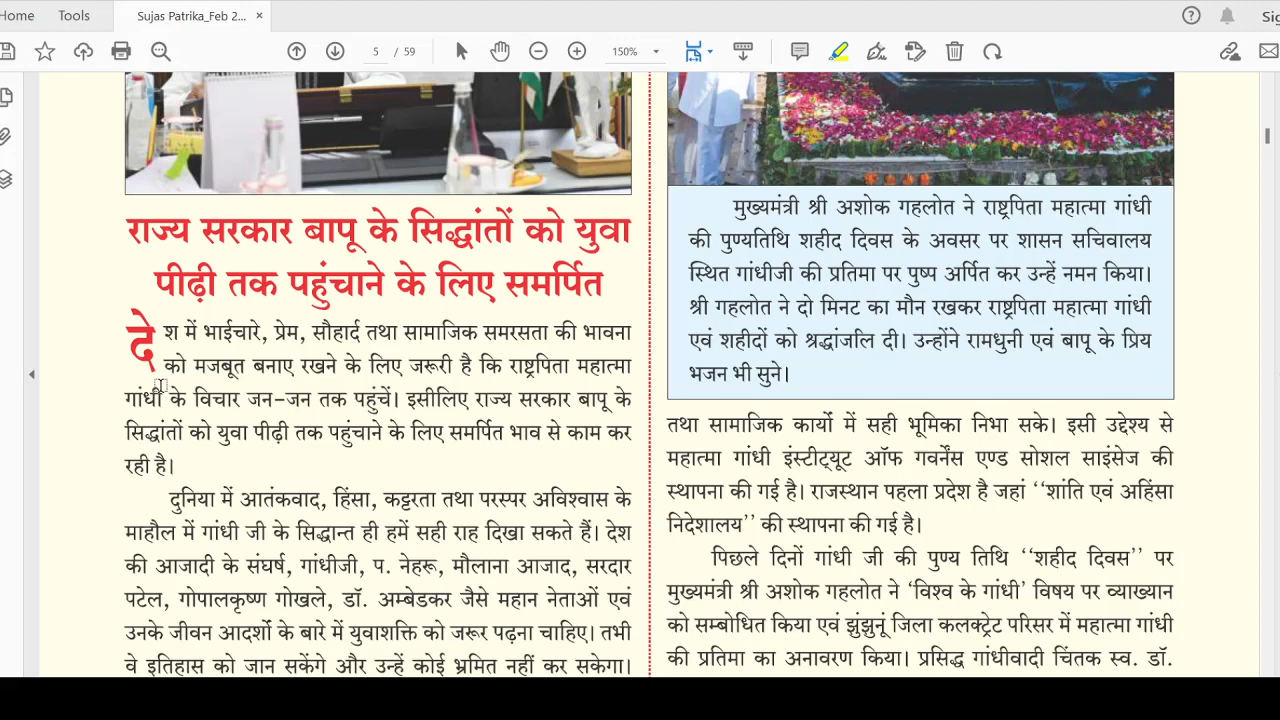 Home
Tools
Sujas Patrika_Feb 2...
×
5 / 59
150%
राज्य सरकार बापू के सिद्धांतों को युवा
पीढ़ी तक पहुंचाने के लिए समर्पित
देश में भाईचारे, प्रेम, सौहार्द तथा सामाजिक समरसता की भावना
को मजबूत बनाए रखने के लिए जरूरी है कि राष्ट्रपिता महात्मा
गांधी के विचार जन-जन तक पहुंचें। इसीलिए राज्य सरकार बापू के
सिद्धांतों को युवा पीढ़ी तक पहुंचाने के लिए समर्पित भाव से काम कर
रही है।
दुनिया में आतंकवाद, हिंसा, कट्टरता तथा परस्पर अविश्वास के
माहौल में गांधी जी के सिद्धान्त ही हमें सही राह दिखा सकते हैं। देश
की आजादी के संघर्ष, गांधीजी, प. नेहरू, मौलाना आजाद, सरदार
पटेल, गोपालकृष्ण गोखले, डॉ. अम्बेडकर जैसे महान नेताओं एवं
उनके जीवन आदर्शों के बारे में युवाशक्ति को जरूर पढ़ना चाहिए। तभी
वे इतिहास को जान सकेंगे और उन्हें कोई भ्रमित नहीं कर सकेगा।
मुख्यमंत्री श्री अशोक गहलोत ने राष्ट्रपिता महात्मा गांधी
की पुण्यतिथि शहीद दिवस के अवसर पर शासन सचिवालय
स्थित गांधीजी की प्रतिमा पर पुष्प अर्पित कर उन्हें नमन किया।
श्री गहलोत ने दो मिनट का मौन रखकर राष्ट्रपिता महात्मा गांधी
एवं शहीदों को श्रद्धांजलि दी। उन्होंने रामधुनी एवं बापू के प्रिय
भजन भी सुने।
तथा सामाजिक कार्यों में सही भूमिका निभा सके। इसी उद्देश्य से
महात्मा गांधी इंस्टीट्यूट ऑफ गवर्नेंस एण्ड सोशल साइंसेज की
स्थापना की गई है। राजस्थान पहला प्रदेश है जहां ‘‘शांति एवं अहिंसा
निदेशालय’’ की स्थापना की गई है।
पिछले दिनों गांधी जी की पुण्य तिथि ‘‘शहीद दिवस’’ पर
मुख्यमंत्री श्री अशोक गहलोत ने ‘विश्व के गांधी’ विषय पर व्याख्यान
को सम्बोधित किया एवं झुंझुनूं जिला कलक्ट्रेट परिसर में महात्मा गांधी
की प्रतिमा का अनावरण किया। प्रसिद्ध गांधीवादी चिंतक स्व. डॉ.